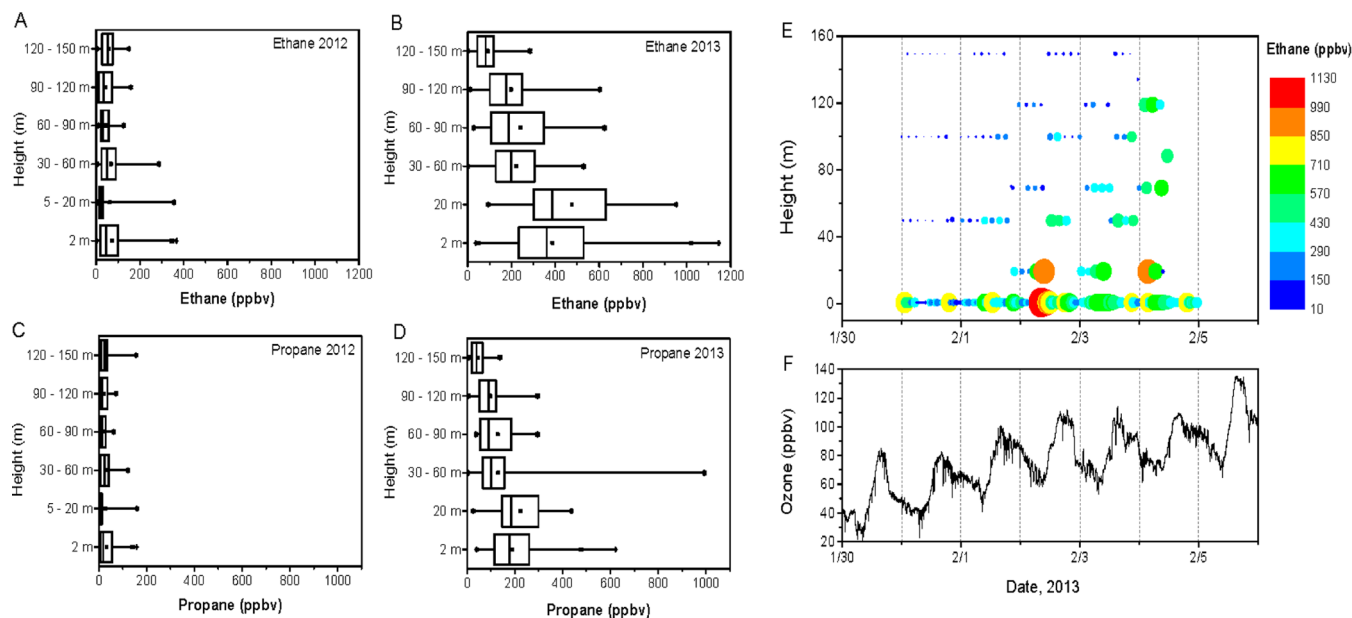 A
Ethane 2012
Height (m)
120 - 150 m
90 - 120 m
60 - 90 m
30 - 60 m
5 - 20 m
2 m
0 200 400 600 800 1000
Ethane (ppbv)
B
Ethane 2013
Height (m)
120 - 150 m
90 - 120 m
60 - 90 m
30 - 60 m
20 m
2 m
0 200 400 600 800 1000 1200
Ethane (ppbv)
C
Propane 2012
Height (m)
120 - 150 m
90 - 120 m
60 - 90 m
30 - 60 m
5 - 20 m
2 m
0 200 400 600 800 1000
Propane (ppbv)
D
Propane 2013
Height (m)
120 - 150 m
90 - 120 m
60 - 90 m
30 - 60 m
20 m
2 m
0 200 400 600 800 1000
Propane (ppbv)
E
Height (m)
160
120
80
40
0
1/30 2/1 2/3 2/5
Ethane (ppbv)
1130
990
850
710
570
430
290
150
10
F
Ozone (ppbv)
140
120
100
80
60
40
20
1/30 2/1 2/3 2/5
Date, 2013